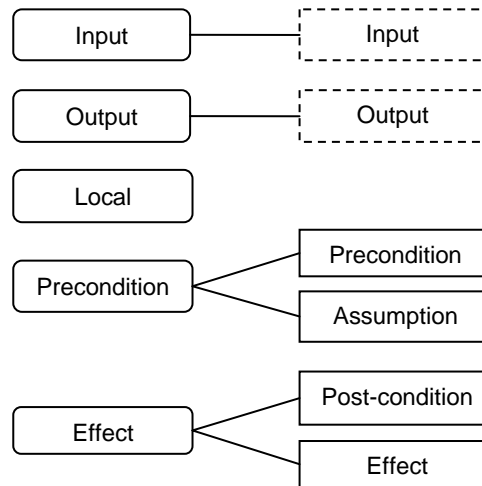 Input
Input
Output
Output
Local
Precondition
Precondition
Assumption
Effect
Post-condition
Effect